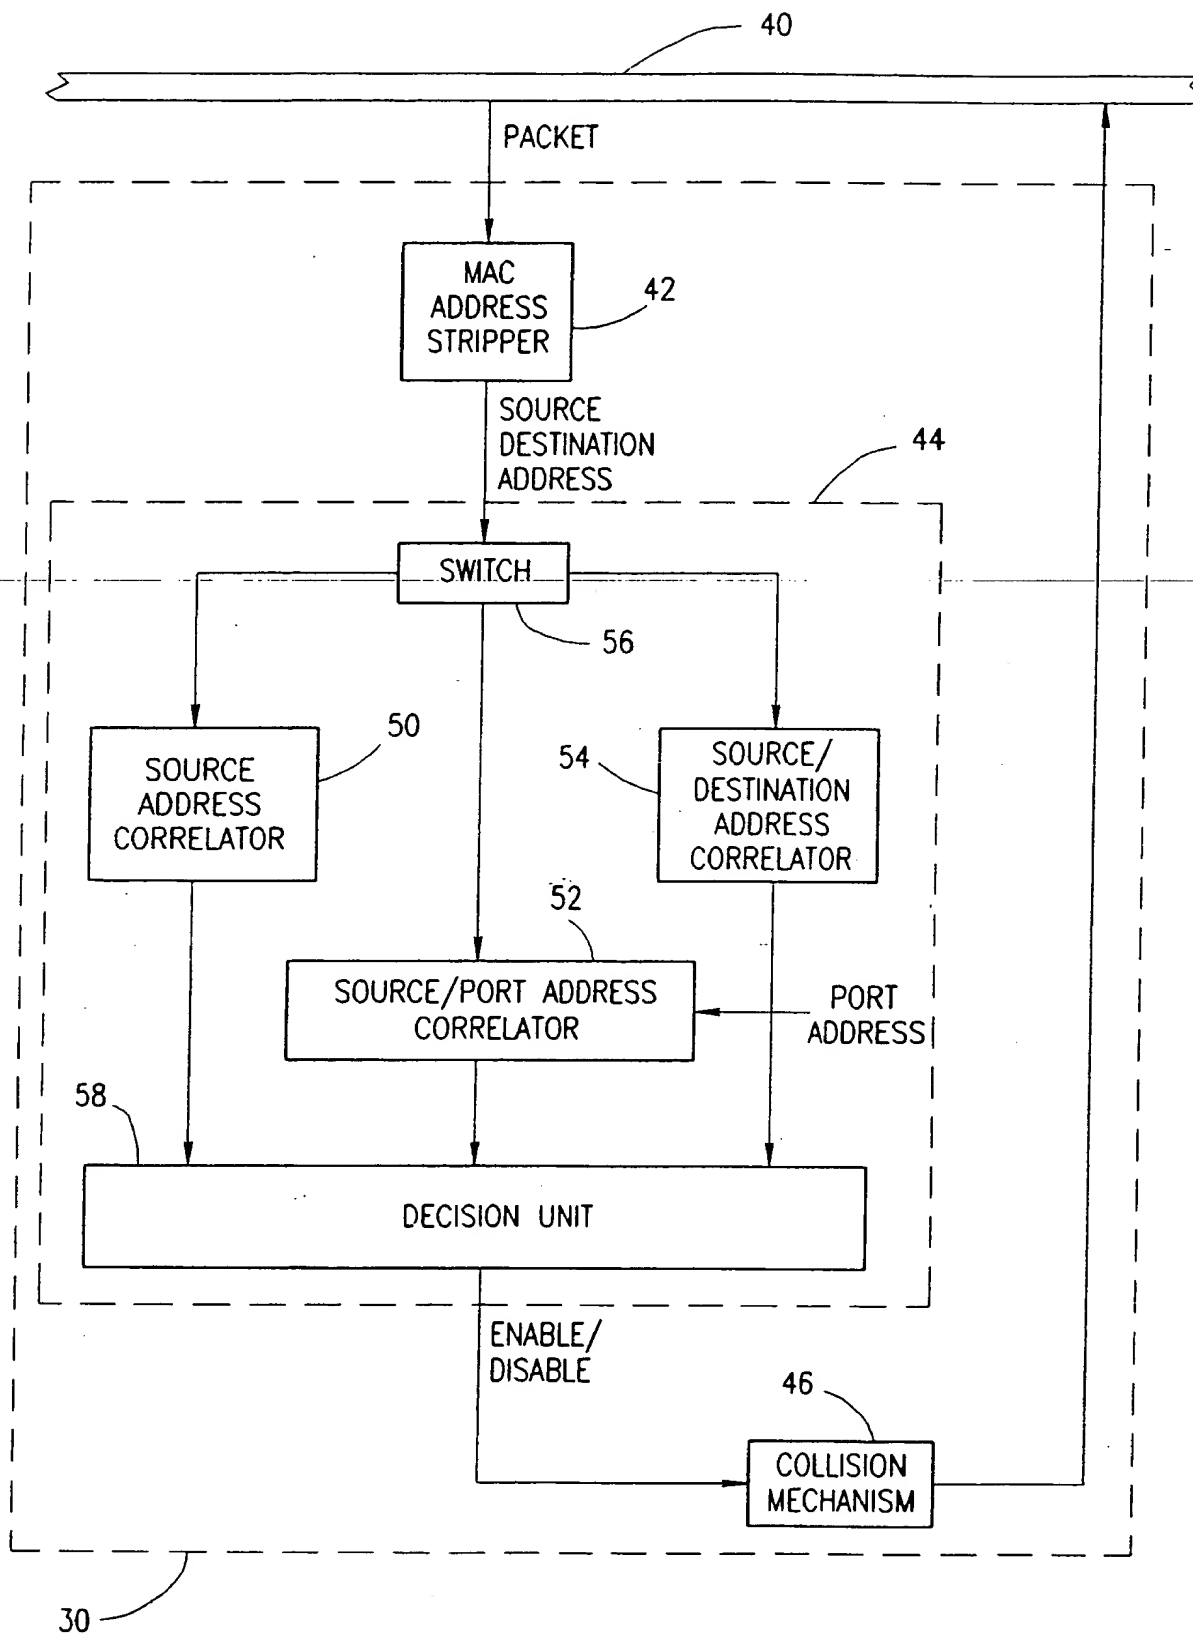 40
PACKET
MAC
ADDRESS
STRIPPER
42
SOURCE
DESTINATION
ADDRESS
44
SWITCH
56
50
SOURCE
ADDRESS
CORRELATOR
54
SOURCE/
DESTINATION
ADDRESS
CORRELATOR
52
SOURCE/PORT ADDRESS
CORRELATOR
PORT
ADDRESS
58
DECISION UNIT
ENABLE/
DISABLE
46
COLLISION
MECHANISM
30